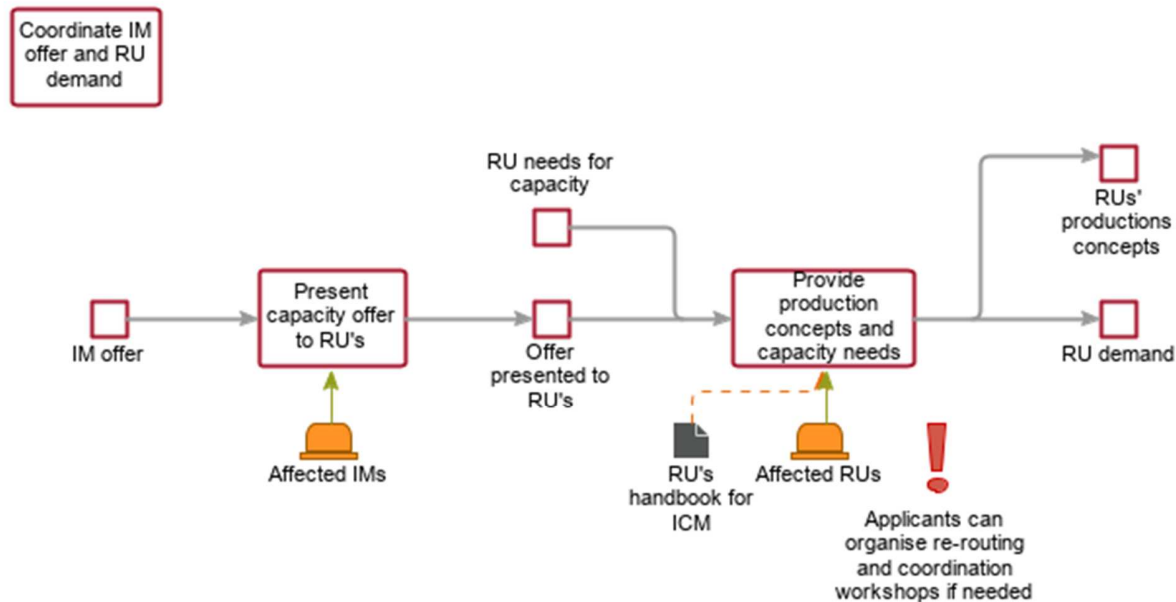 Coordinate IM
offer and RU
demand
RU needs for
capacity
RUs'
productions
concepts
IM offer
Present
capacity offer
to RU's
Offer
presented to
RU's
Provide
production
concepts and
capacity needs
RU demand
Affected IMs
RU's
handbook for
ICM
Affected RUs
Applicants can
organise re-routing
and coordination
workshops if needed